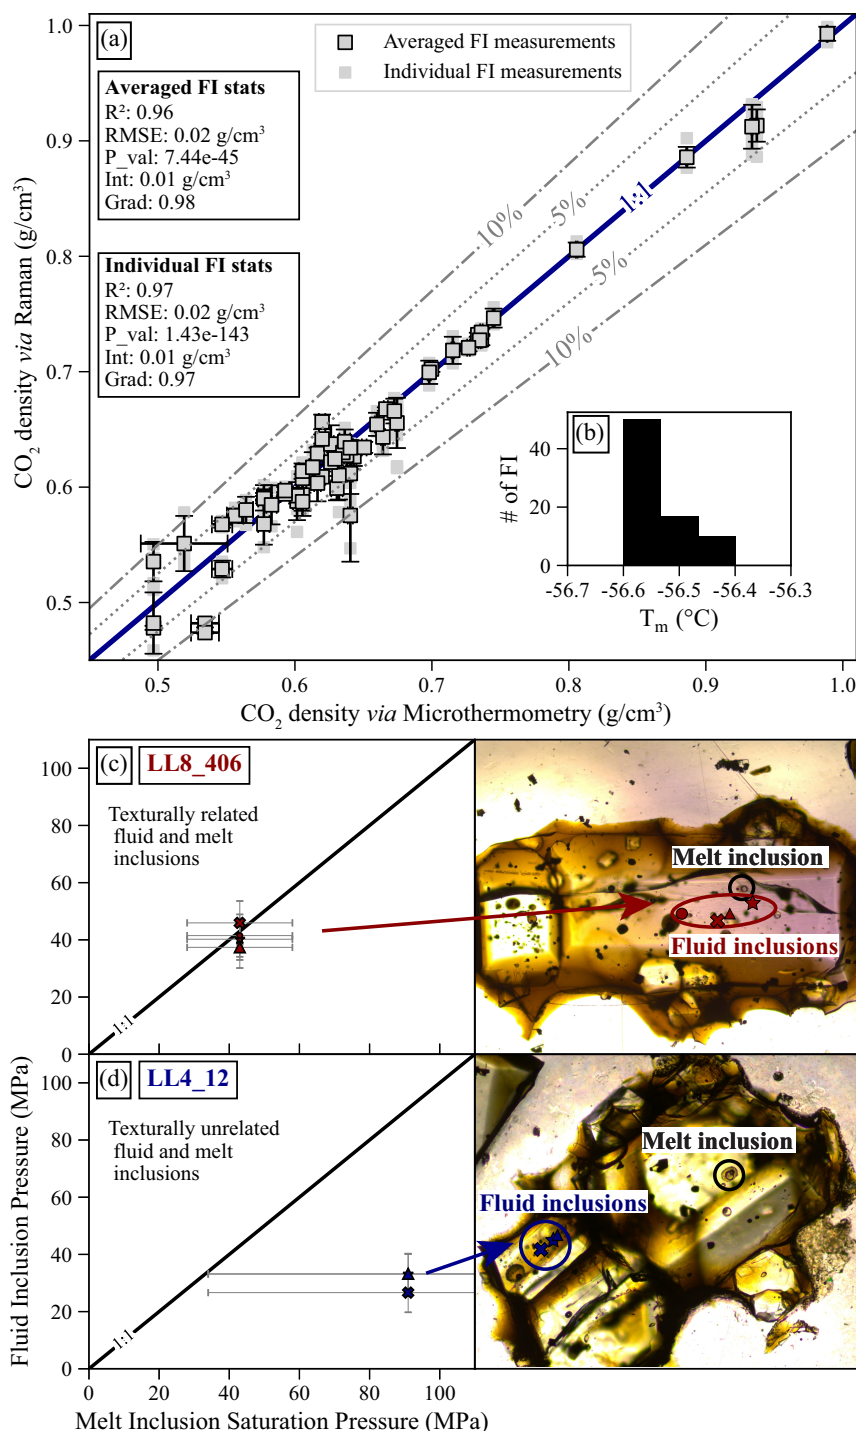 (a)
Averaged FI measurements
Individual FI measurements
Averaged FI stats
R²: 0.96
RMSE: 0.02 g/cm³
P_val: 7.44e-45
Int: 0.01 g/cm³
Grad: 0.98
Individual FI stats
R²: 0.97
RMSE: 0.02 g/cm³
P_val: 1.43e-143
Int: 0.01 g/cm³
Grad: 0.97
10%
5%
1:1
5%
10%
1.0
0.9
0.8
0.7
0.6
0.5
CO₂ density via Raman (g/cm³)
(b)
# of FI
40
20
0
-56.7 -56.6 -56.5 -56.4 -56.3
Tₘ (°C)
0.5 0.6 0.7 0.8 0.9 1.0
CO₂ density via Microthermometry (g/cm³)
(c) LL8_406
Texturally related
fluid and melt
inclusions
1:1
100
80
60
40
20
0
Melt inclusion
Fluid inclusions
(d) LL4_12
Texturally unrelated
fluid and melt
inclusions
1:1
100
80
60
40
20
0
Fluid Inclusion Pressure (MPa)
Melt inclusion
Fluid inclusions
0 20 40 60 80 100
Melt Inclusion Saturation Pressure (MPa)